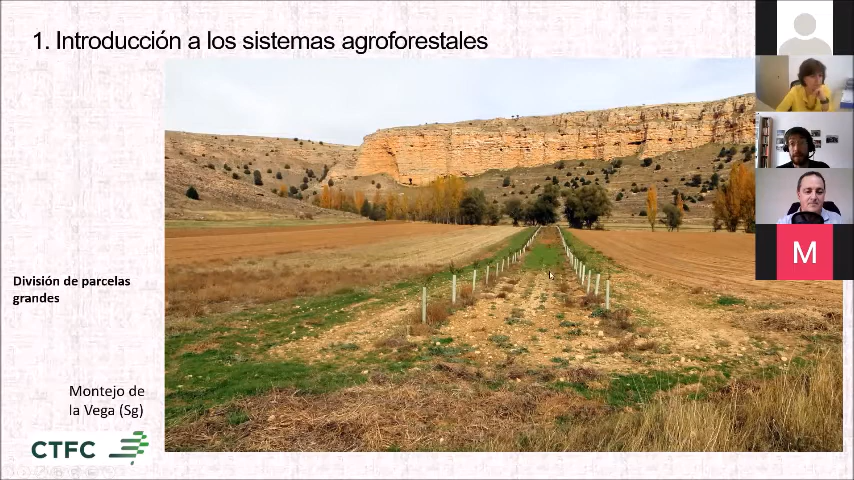 1. Introducción a los sistemas agroforestales
División de parcelas
grandes
Montejo de
la Vega (Sg)
CTFC
M